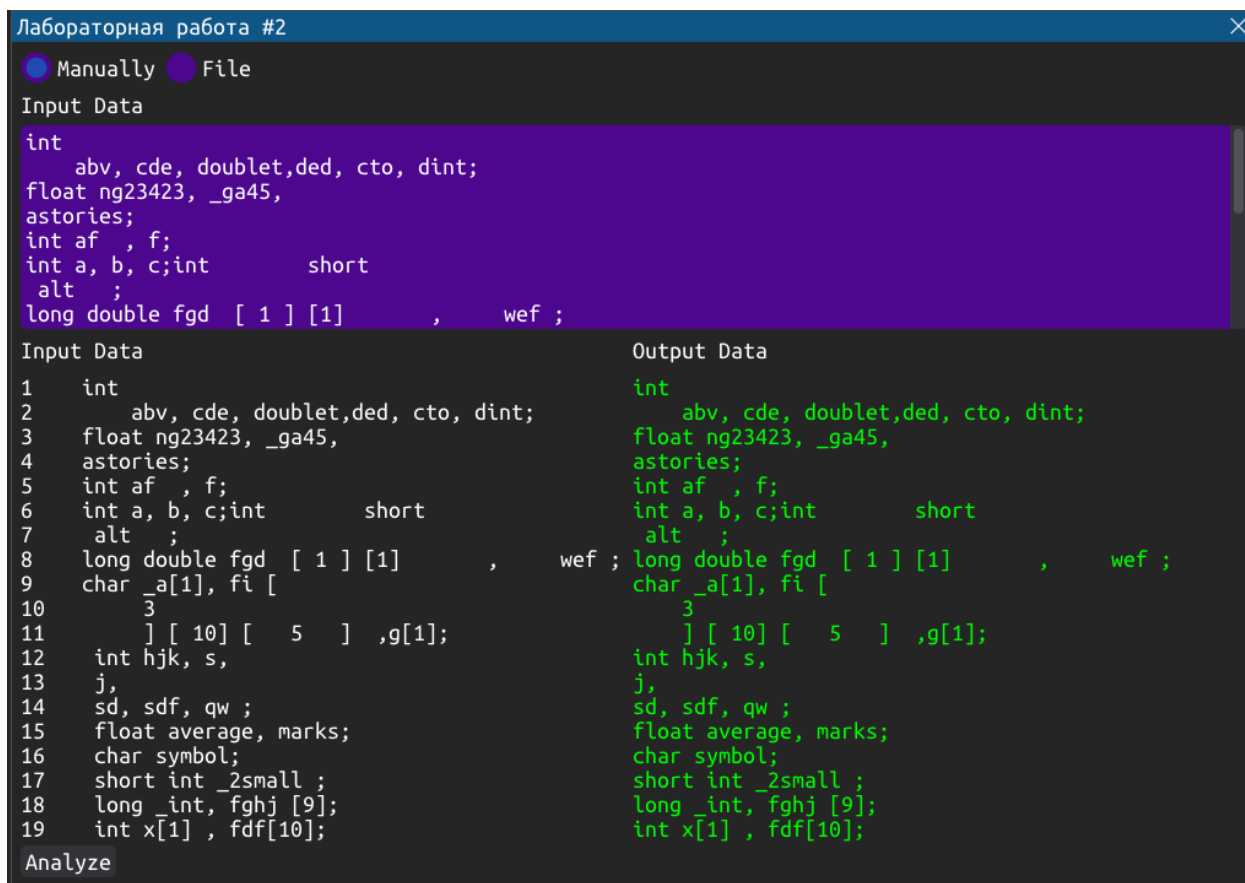 Лабораторная работа #2
Manually File
Input Data
int
    abv, cde, doublet,ded, cto, dint;
float ng23423, _ga45,
astories;
int af  , f;
int a, b, c;int        short
 alt   ;
long double fgd  [ 1 ] [1]       ,     wef ;
Input Data Output Data
1    int                                          int
2        abv, cde, doublet,ded, cto, dint;            abv, cde, doublet,ded, cto, dint;
3    float ng23423, _ga45,                        float ng23423, _ga45,
4    astories;                                    astories;
5    int af  , f;                                 int af  , f;
6    int a, b, c;int        short                 int a, b, c;int        short
7     alt   ;                                      alt   ;
8    long double fgd  [ 1 ] [1]       ,     wef ; long double fgd  [ 1 ] [1]       ,     wef ;
9    char _a[1], fi [                             char _a[1], fi [
10        3                                           3
11        ] [ 10] [   5   ]  ,g[1];                   ] [ 10] [   5   ]  ,g[1];
12    int hjk, s,                                 int hjk, s,
13    j,                                          j,
14    sd, sdf, qw ;                               sd, sdf, qw ;
15    float average, marks;                       float average, marks;
16    char symbol;                                char symbol;
17    short int _2small ;                         short int _2small ;
18    long _int, fghj [9];                        long _int, fghj [9];
19    int x[1] , fdf[10];                         int x[1] , fdf[10];
Analyze